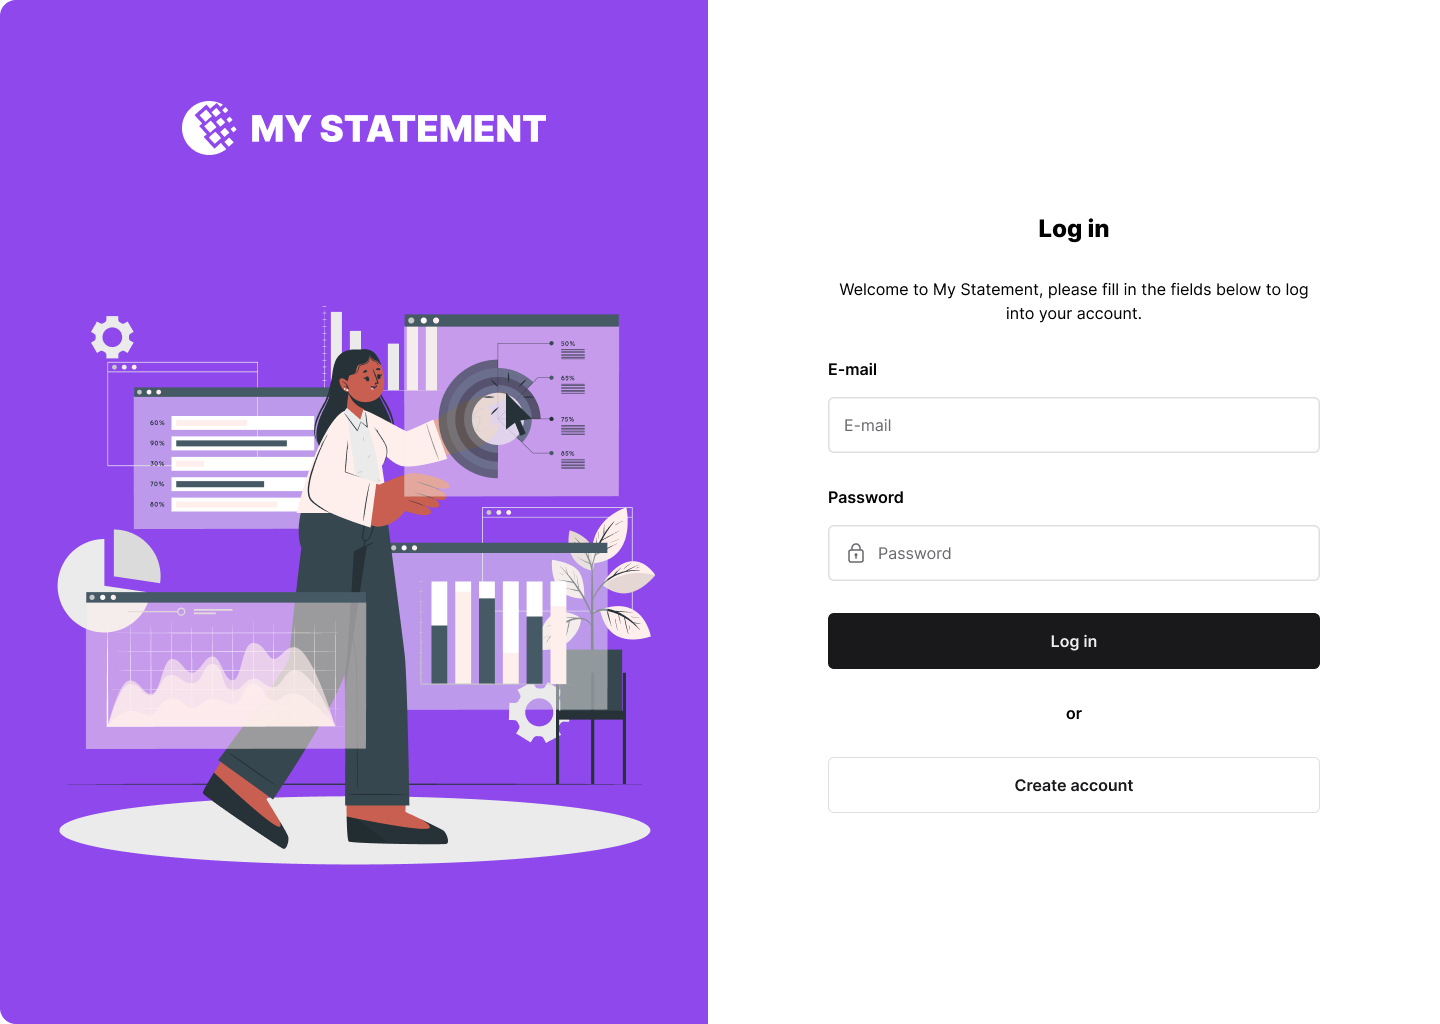 MY STATEMENT
50%
65%
75%
85%
60%
90%
30%
70%
80%
Log in
Welcome to My Statement, please fill in the fields below to log
into your account.
E-mail
E-mail
Password
Password
Log in
or
Create account